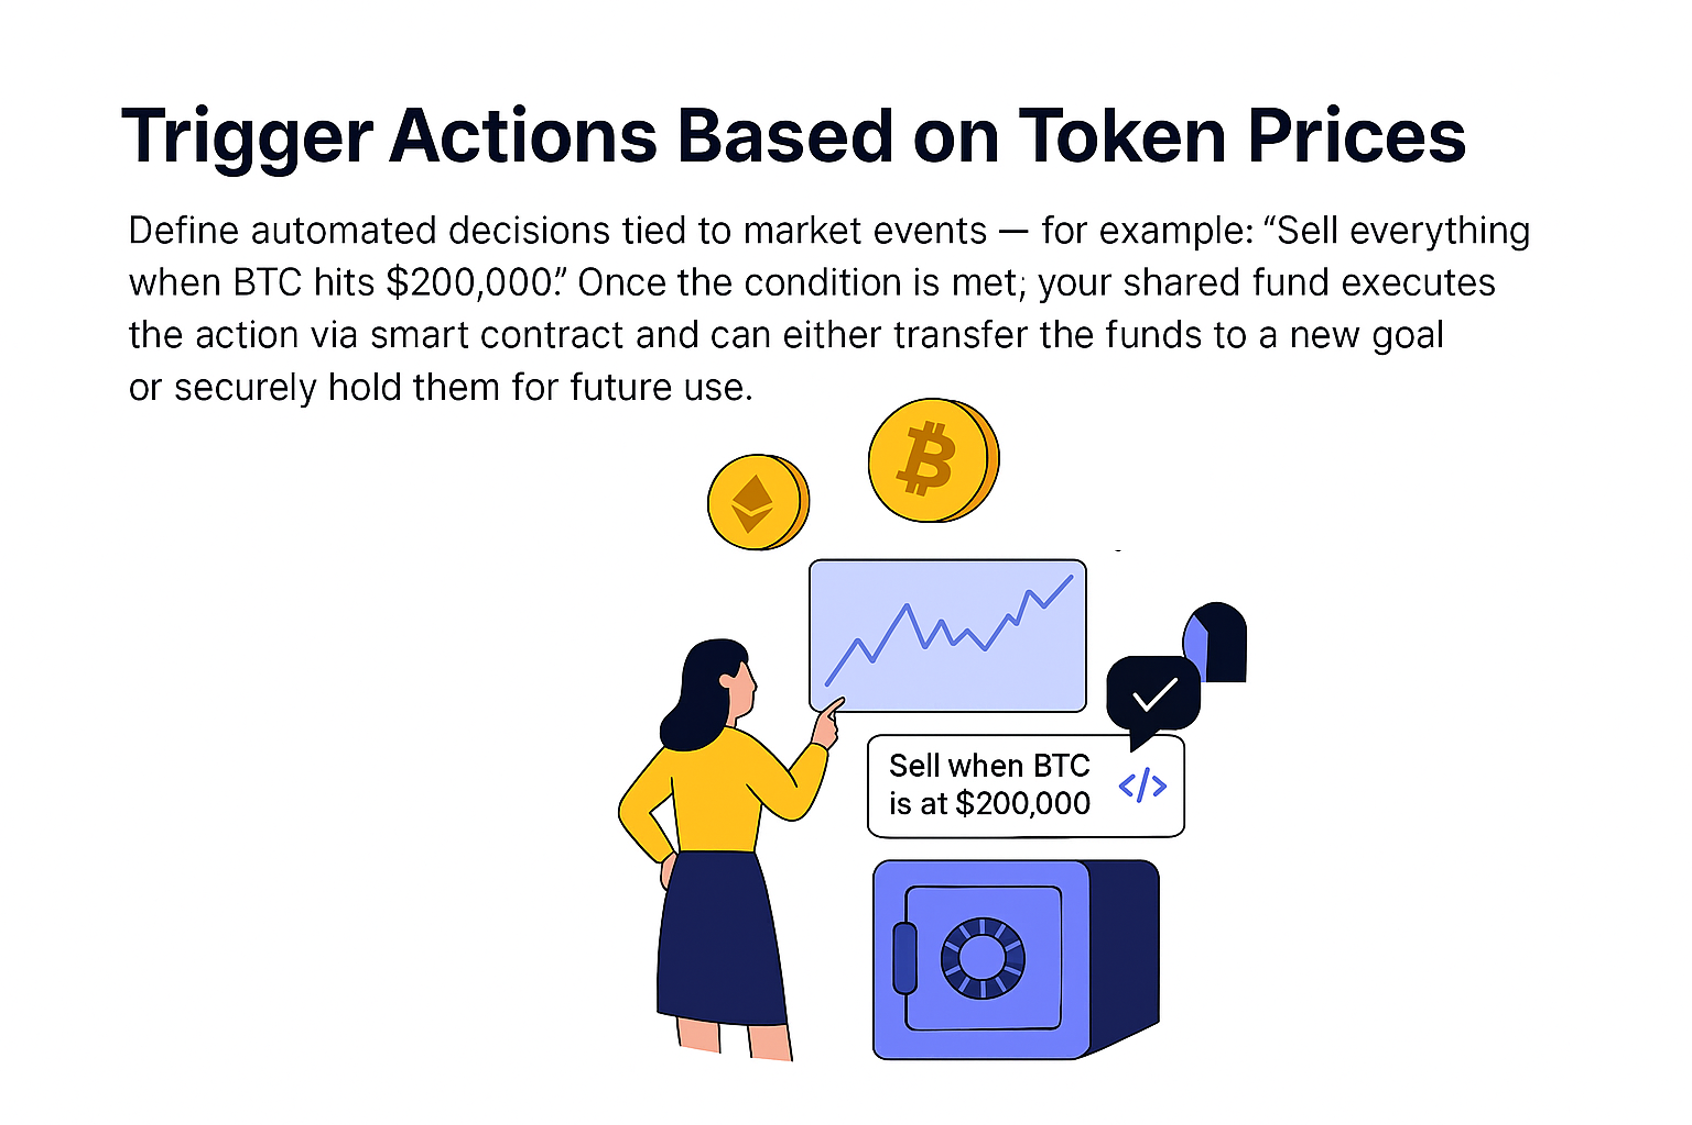 Trigger Actions Based on Token Prices
Define automated decisions tied to market events — for example: “Sell everything
when BTC hits $200,000.” Once the condition is met; your shared fund executes
the action via smart contract and can either transfer the funds to a new goal
or securely hold them for future use.
Sell when BTC
is at $200,000
</>